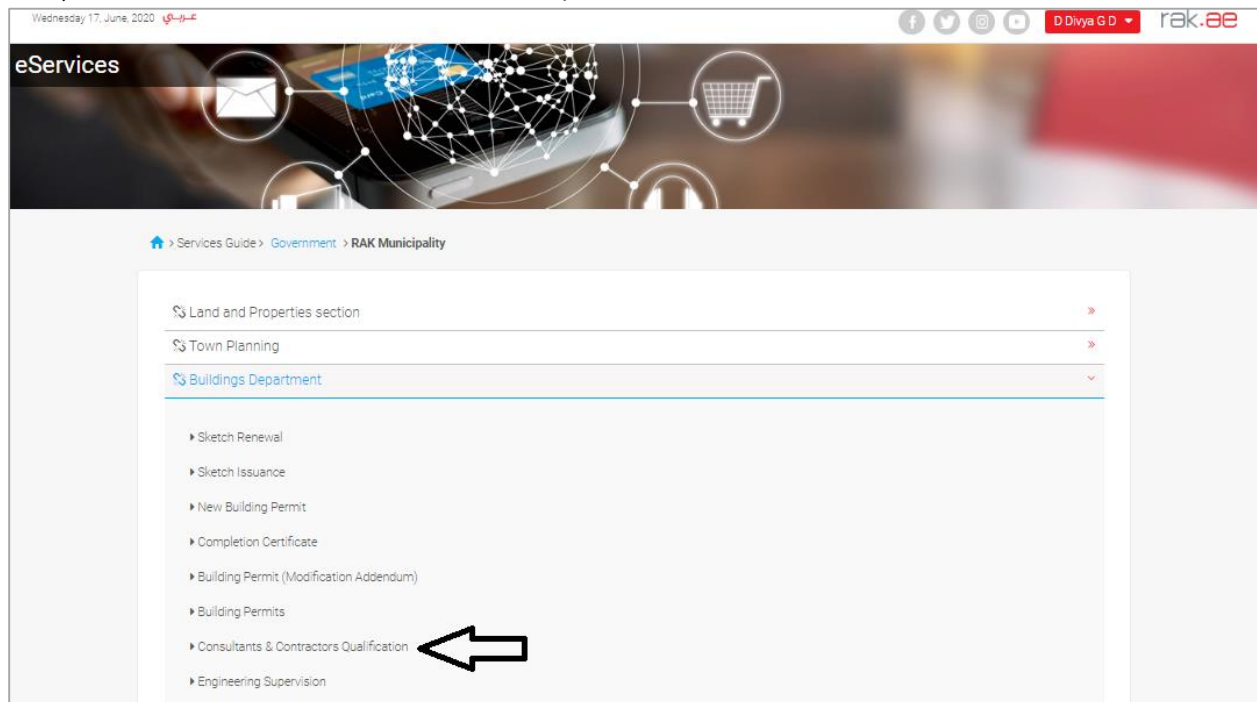 Wednesday 17, June, 2020 عـربـي
D Divya G D
rak.ae
eServices
> Services Guide > Government > RAK Municipality
Land and Properties section
Town Planning
Buildings Department
Sketch Renewal
Sketch Issuance
New Building Permit
Completion Certificate
Building Permit (Modification Addendum)
Building Permits
Consultants & Contractors Qualification
Engineering Supervision